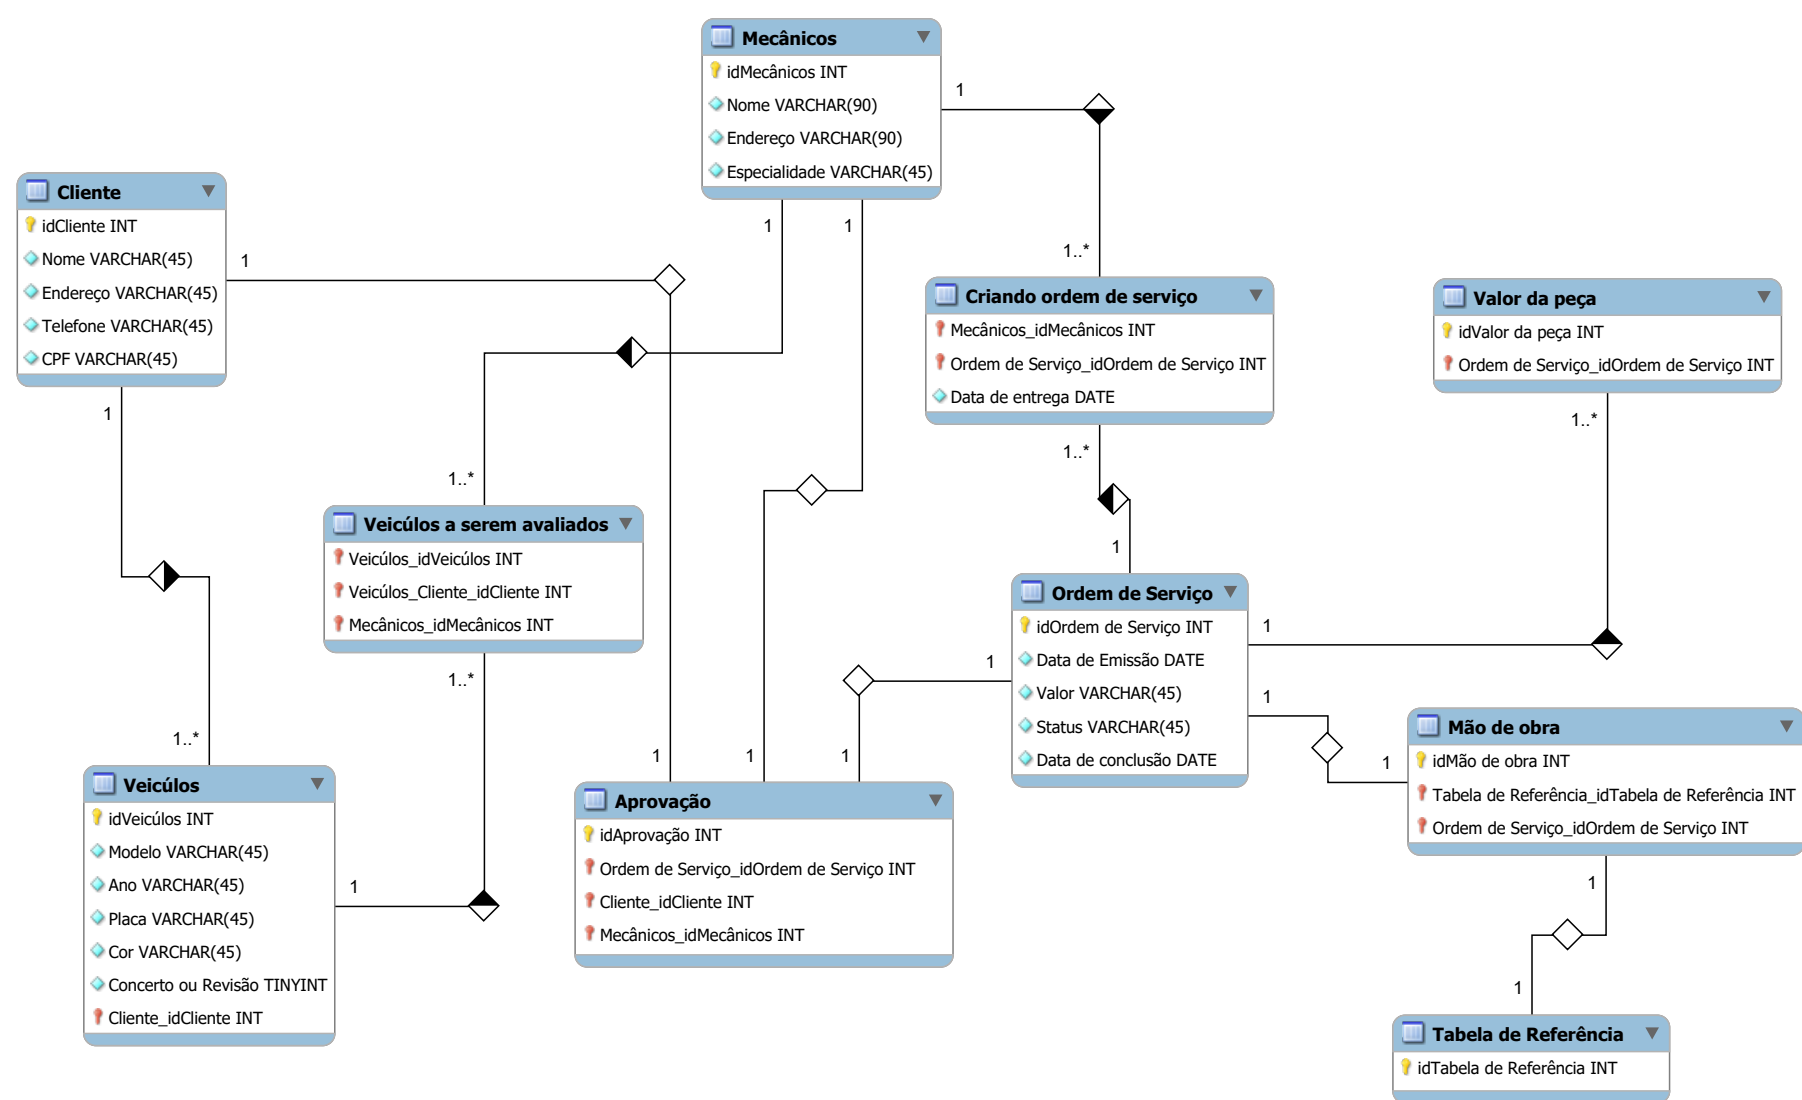 Mecânicos
idMecânicos INT
Nome VARCHAR(90)
Endereço VARCHAR(90)
Especialidade VARCHAR(45)
1
1
1
1..*
Cliente
idCliente INT
Nome VARCHAR(45)
Endereço VARCHAR(45)
Telefone VARCHAR(45)
CPF VARCHAR(45)
1
1
Criando ordem de serviço
Mecânicos_idMecânicos INT
Ordem de Serviço_idOrdem de Serviço INT
Data de entrega DATE
1..*
1
Valor da peça
idValor da peça INT
Ordem de Serviço_idOrdem de Serviço INT
1..*
1..*
Veicúlos a serem avaliados
Veicúlos_idVeicúlos INT
Veicúlos_Cliente_idCliente INT
Mecânicos_idMecânicos INT
1..*
Ordem de Serviço
idOrdem de Serviço INT
Data de Emissão DATE
Valor VARCHAR(45)
Status VARCHAR(45)
Data de conclusão DATE
1
1
1
1..*
Veicúlos
idVeicúlos INT
Modelo VARCHAR(45)
Ano VARCHAR(45)
Placa VARCHAR(45)
Cor VARCHAR(45)
Concerto ou Revisão TINYINT
Cliente_idCliente INT
1
1
1
1
Aprovação
idAprovação INT
Ordem de Serviço_idOrdem de Serviço INT
Cliente_idCliente INT
Mecânicos_idMecânicos INT
1
Mão de obra
idMão de obra INT
Tabela de Referência_idTabela de Referência INT
Ordem de Serviço_idOrdem de Serviço INT
1
1
Tabela de Referência
idTabela de Referência INT